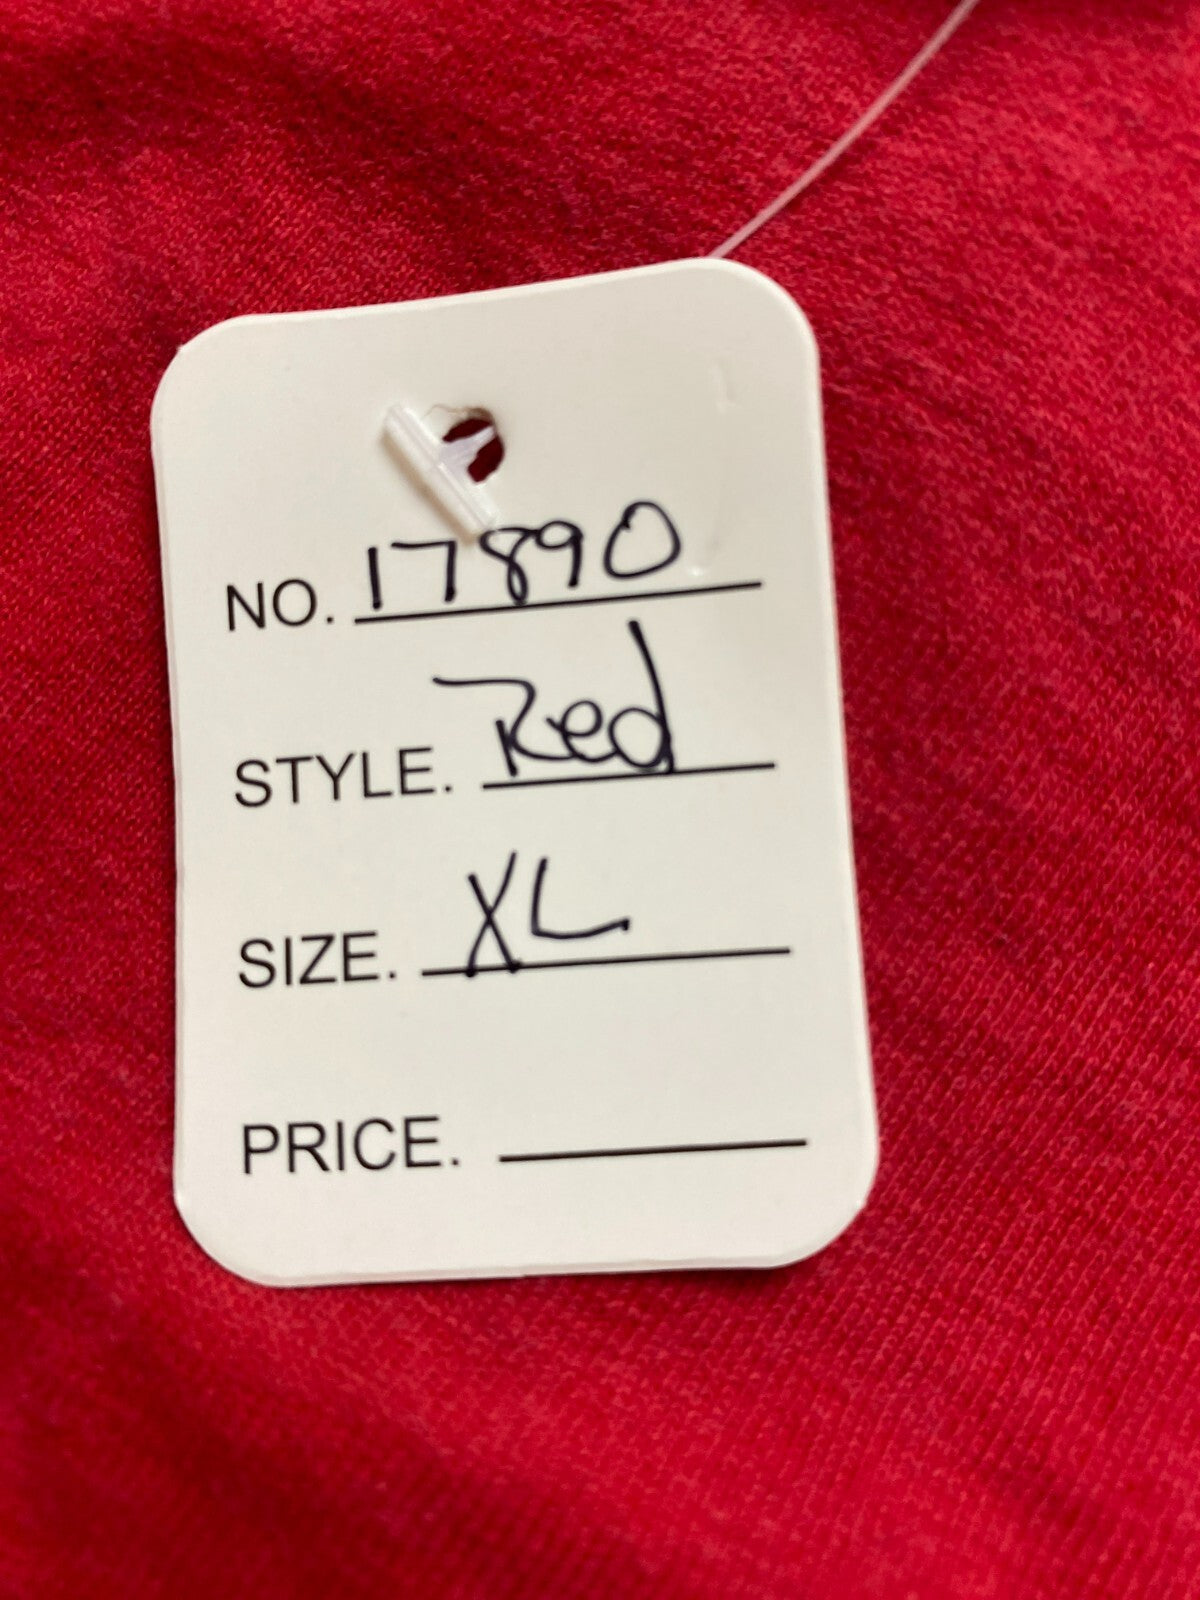 NO. 17890
STYLE. Red
SIZE. XL
PRICE.